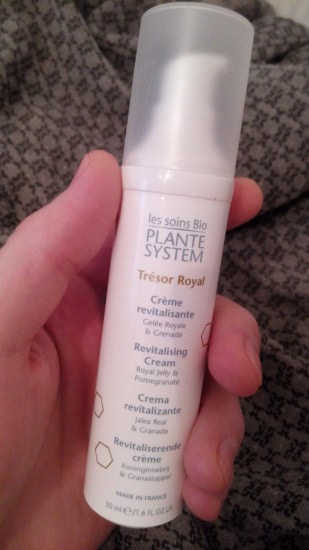 les soins Bio
PLANTE
SYSTEM
Trésor Royal
Crème
revitalisante
Gelée Royale
& Grenade
Revitalising
Cream
Royal Jelly &
Pomegranate
Crema
revitalizante
Jalea Real
& Granada
Revitaliserende
crème
Koninginnebrij
& Granaatappel
MADE IN FRANCE
50 ml ℮/1.6 FL.OZ.US